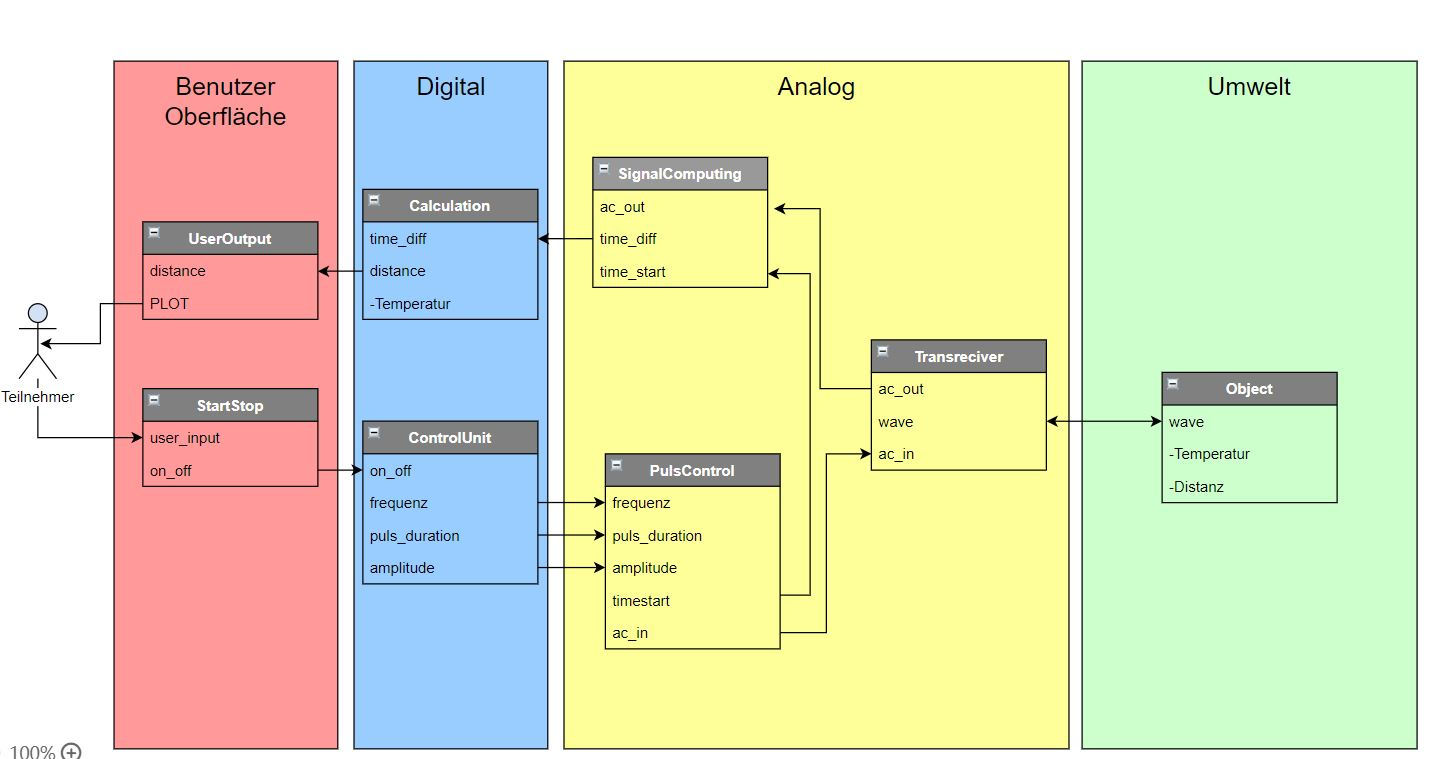 Benutzer
Oberfläche
Digital
Analog
Umwelt
UserOutput
distance
PLOT
Teilnehmer
StartStop
user_input
on_off
Calculation
time_diff
distance
-Temperatur
ControlUnit
on_off
frequenz
puls_duration
amplitude
SignalComputing
ac_out
time_diff
time_start
PulsControl
frequenz
puls_duration
amplitude
timestart
ac_in
Transreciver
ac_out
wave
ac_in
Object
wave
-Temperatur
-Distanz
100%